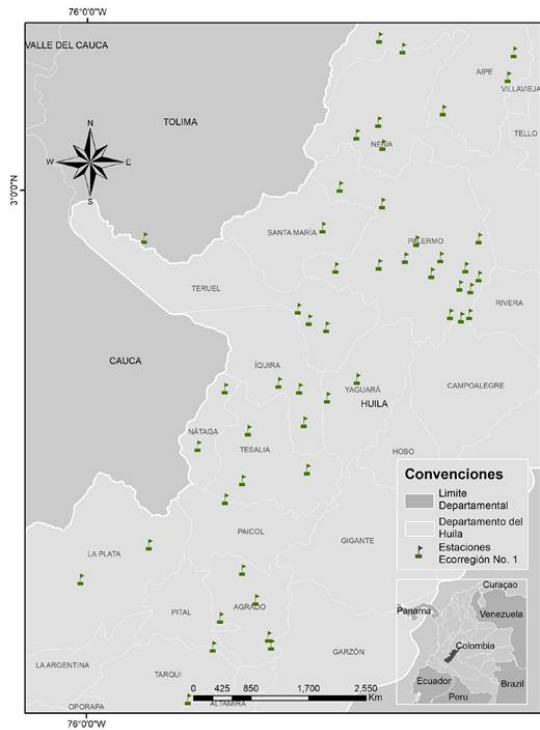 76°0'0"W
VALLE DEL CAUCA
AIPE
VILLAVIEJA
TOLIMA
TELLO
N
NEIVA
W
E
S
3°0'0"N
SANTA MARÍA
PALERMO
TERUEL
RIVERA
CAUCA
ÍQUIRA
YAGUARÁ
CAMPOALEGRE
HUILA
NÁTAGA
TESALIA
HOBO
Convenciones
Limite
Departamental
Departamento del
Huila
Estaciones
Ecorregión No. 1
PAICOL
GIGANTE
LA PLATA
Curaçao
Panama
Venezuela
PITAL
AGRADO
Colombia
GARZÓN
LA ARGENTINA
Ecuador
Brazil
TARQUI
Peru
0 425 850 1,700 2,550
Km
OPORAPA
ALTAMIRA
76°0'0"W